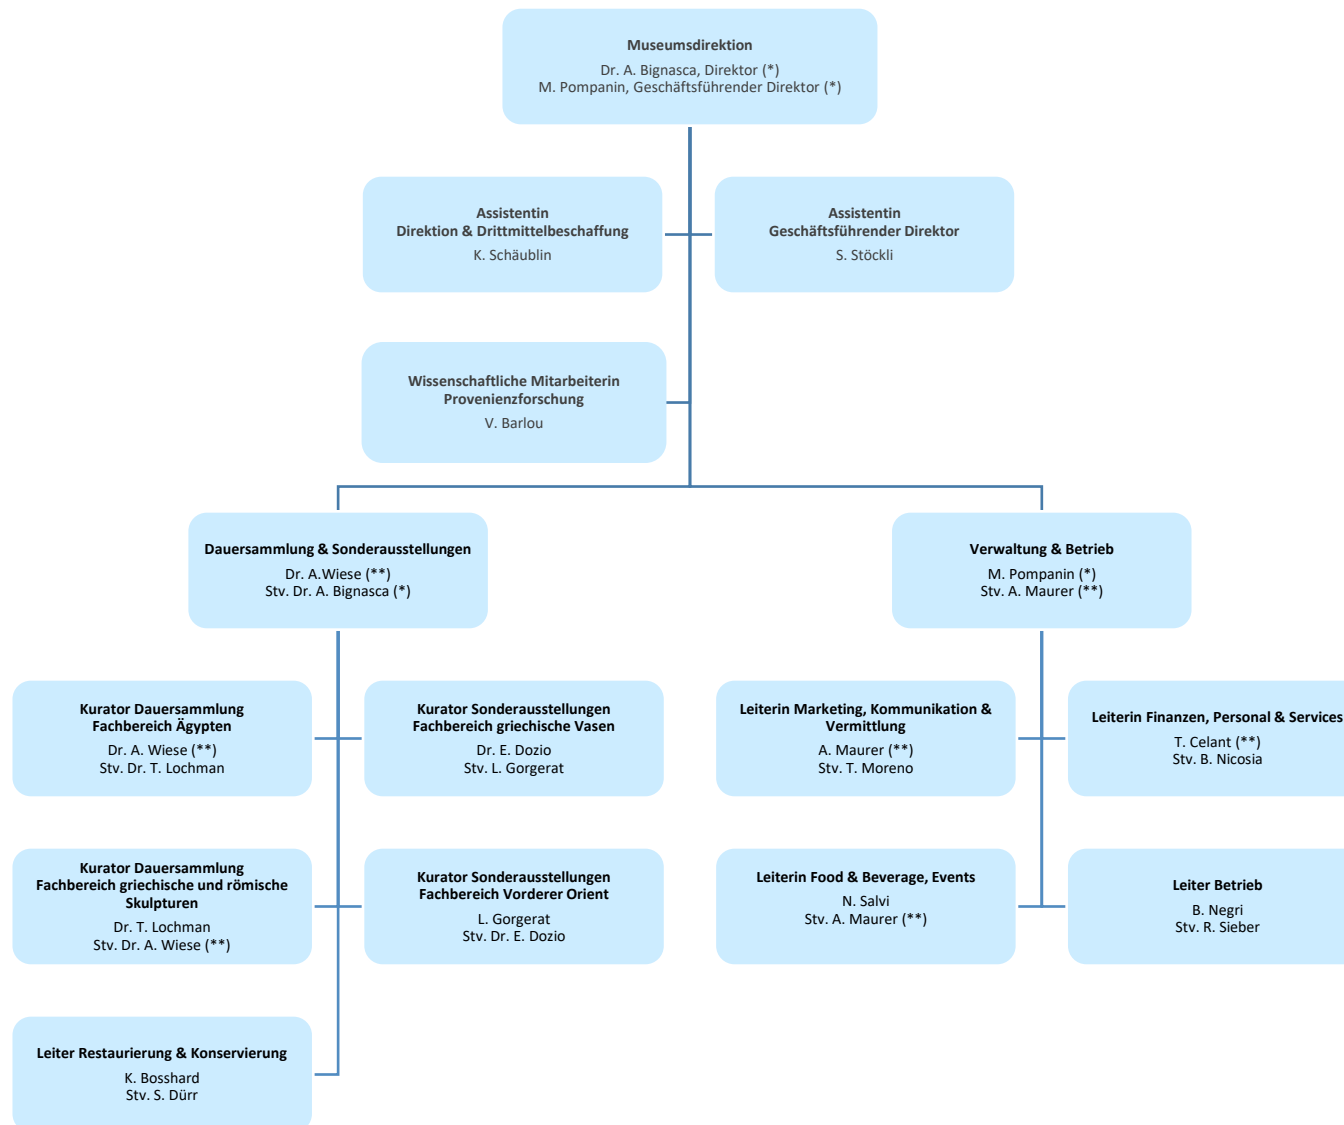 Museumsdirektion
Dr. A. Bignasca, Direktor (*)
M. Pompanin, Geschäftsführender Direktor (*)
Assistentin
Direktion & Drittmittelbeschaffung
K. Schäublin
Assistentin
Geschäftsführender Direktor
S. Stöckli
Wissenschaftliche Mitarbeiterin
Provenienzforschung
V. Barlou
Dauersammlung & Sonderausstellungen
Dr. A.Wiese (**)
Stv. Dr. A. Bignasca (*)
Verwaltung & Betrieb
M. Pompanin (*)
Stv. A. Maurer (**)
Kurator Dauersammlung
Fachbereich Ägypten
Dr. A. Wiese (**)
Stv. Dr. T. Lochman
Kurator Sonderausstellungen
Fachbereich griechische Vasen
Dr. E. Dozio
Stv. L. Gorgerat
Leiterin Marketing, Kommunikation &
Vermittlung
A. Maurer (**)
Stv. T. Moreno
Leiterin Finanzen, Personal & Services
T. Celant (**)
Stv. B. Nicosia
Kurator Dauersammlung
Fachbereich griechische und römische
Skulpturen
Dr. T. Lochman
Stv. Dr. A. Wiese (**)
Kurator Sonderausstellungen
Fachbereich Vorderer Orient
L. Gorgerat
Stv. Dr. E. Dozio
Leiterin Food & Beverage, Events
N. Salvi
Stv. A. Maurer (**)
Leiter Betrieb
B. Negri
Stv. R. Sieber
Leiter Restaurierung & Konservierung
K. Bosshard
Stv. S. Dürr